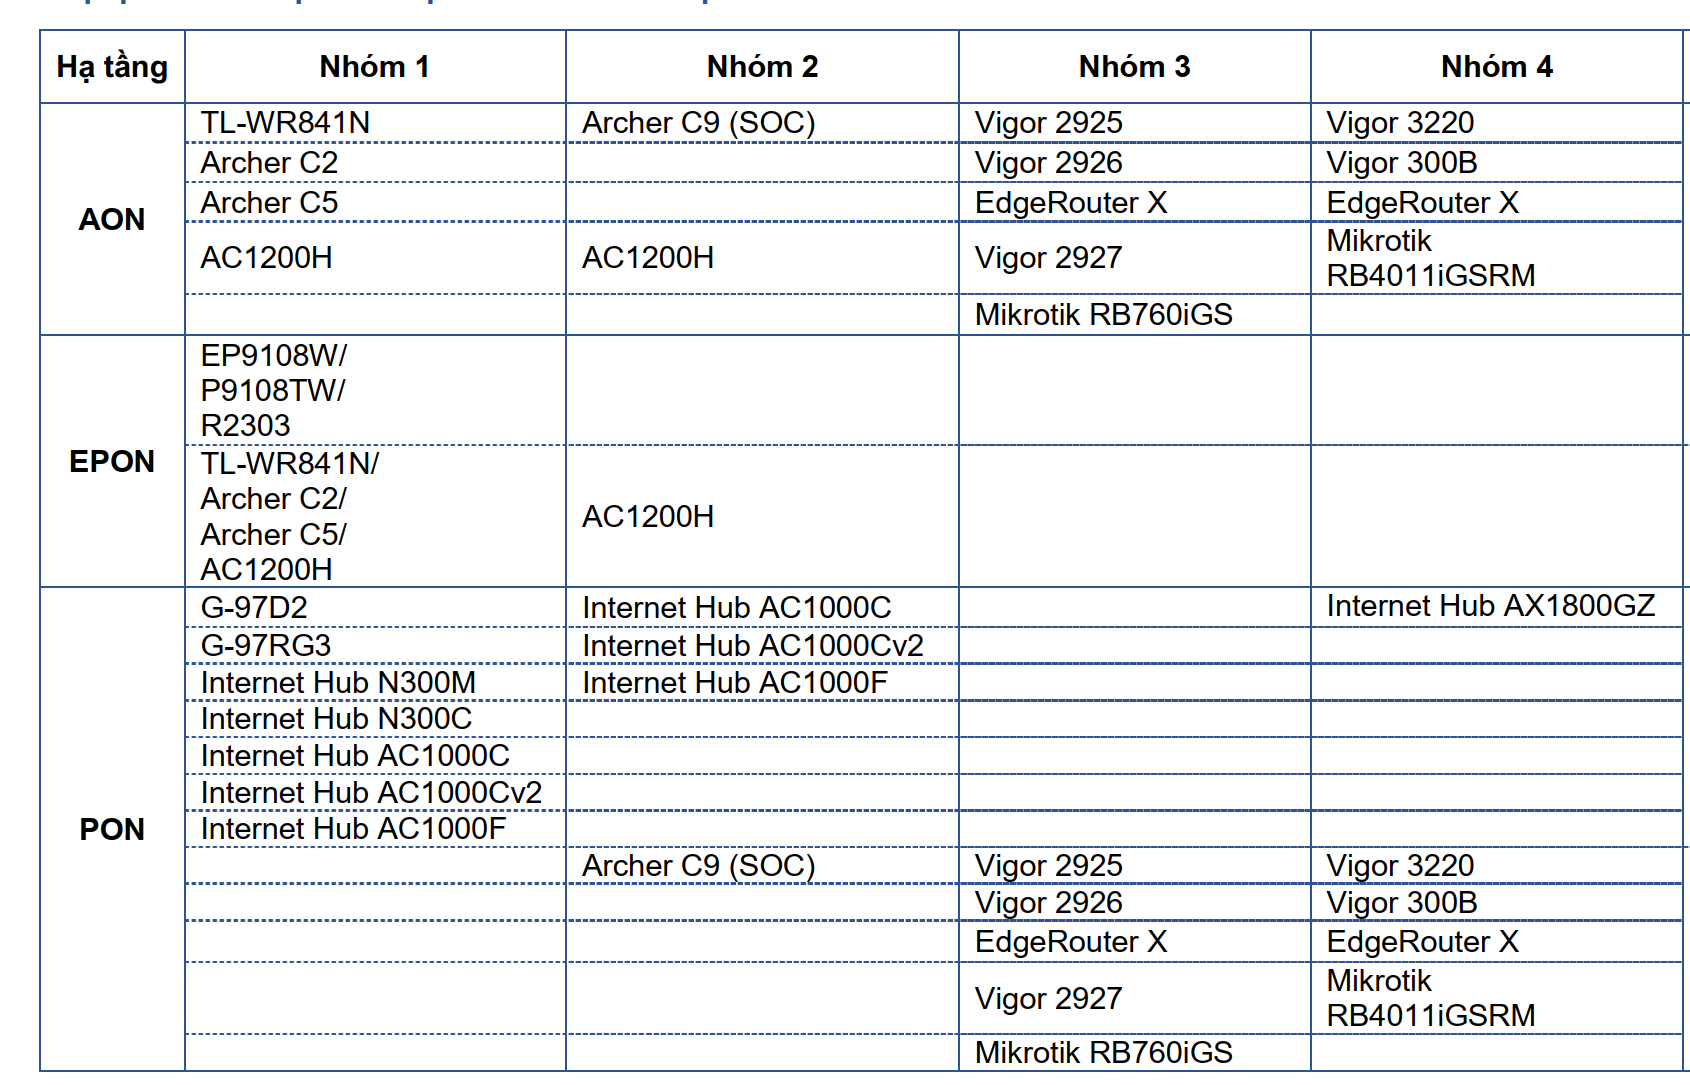 Hạ tầng Nhóm 1 Nhóm 2 Nhóm 3 Nhóm 4
AON
TL-WR841N Archer C9 (SOC) Vigor 2925 Vigor 3220
Archer C2 Vigor 2926 Vigor 300B
Archer C5 EdgeRouter X EdgeRouter X
AC1200H AC1200H Vigor 2927 Mikrotik
RB4011iGSRM
Mikrotik RB760iGS
EPON
EP9108W/
P9108TW/
R2303
TL-WR841N/
Archer C2/
Archer C5/
AC1200H
AC1200H
PON
G-97D2 Internet Hub AC1000C Internet Hub AX1800GZ
G-97RG3 Internet Hub AC1000Cv2
Internet Hub N300M Internet Hub AC1000F
Internet Hub N300C
Internet Hub AC1000C
Internet Hub AC1000Cv2
Internet Hub AC1000F
Archer C9 (SOC) Vigor 2925 Vigor 3220
Vigor 2926 Vigor 300B
EdgeRouter X EdgeRouter X
Vigor 2927 Mikrotik
RB4011iGSRM
Mikrotik RB760iGS